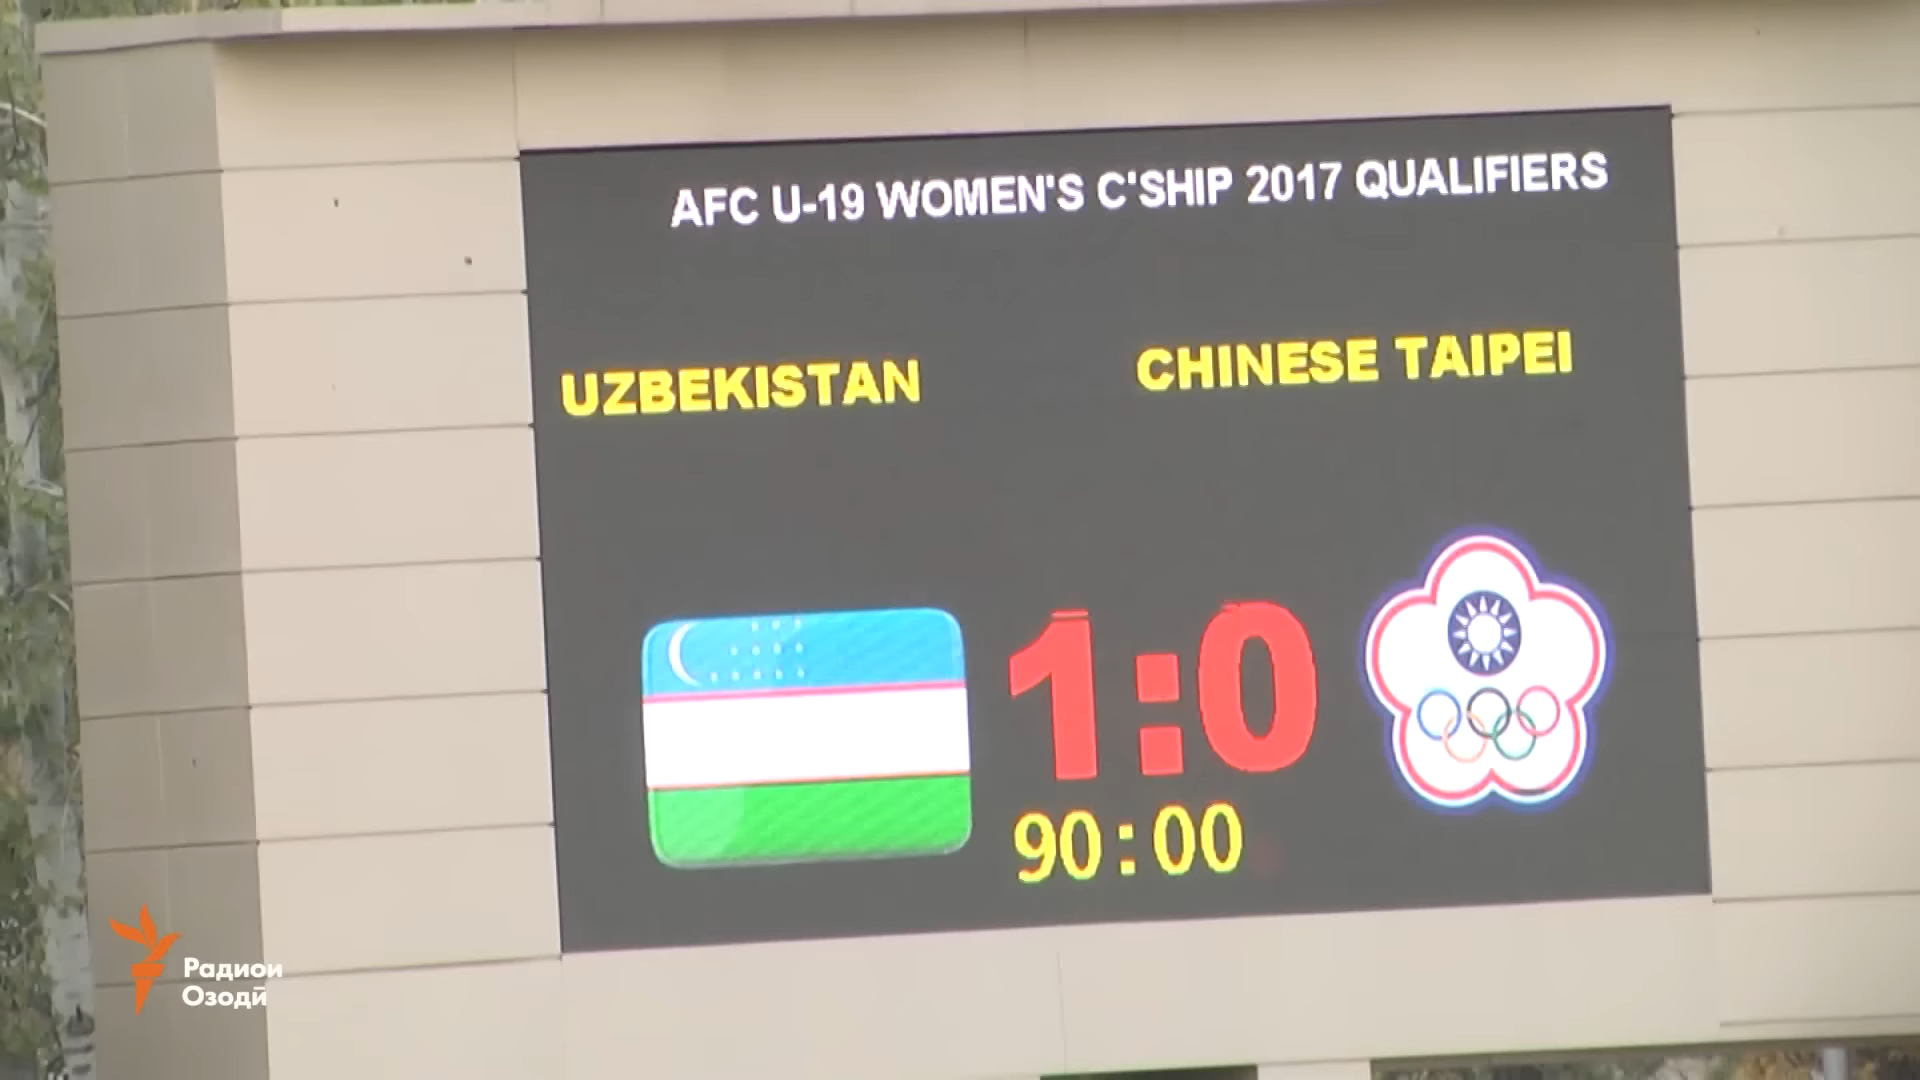 AFC U-19 WOMEN'S C'SHIP 2017 QUALIFIERS
UZBEKISTAN
CHINESE TAIPEI
1:0
90:00
Радиои
Озодӣ